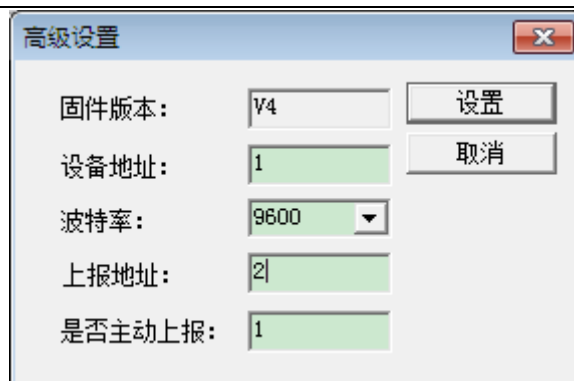 高级设置
固件版本： V4 设置
设备地址： 1 取消
波特率： 9600
上报地址： 2
是否主动上报： 1